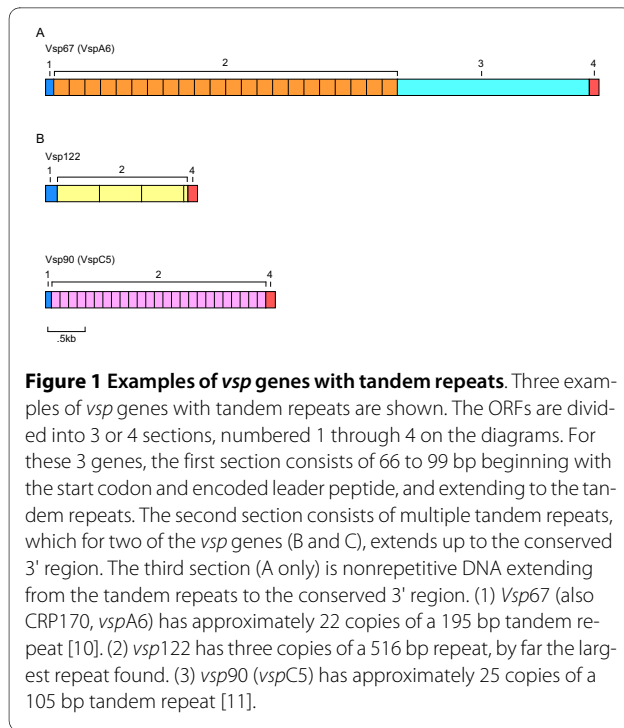 A
Vsp67 (VspA6)
1 2 3 4
B
Vsp122
1 2 4
Vsp90 (VspC5)
1 2 4
.5kb
Figure 1 Examples of vsp genes with tandem repeats. Three exam-
ples of vsp genes with tandem repeats are shown. The ORFs are divid-
ed into 3 or 4 sections, numbered 1 through 4 on the diagrams. For
these 3 genes, the first section consists of 66 to 99 bp beginning with
the start codon and encoded leader peptide, and extending to the tan-
dem repeats. The second section consists of multiple tandem repeats,
which for two of the vsp genes (B and C), extends up to the conserved
3' region. The third section (A only) is nonrepetitive DNA extending
from the tandem repeats to the conserved 3' region. (1) Vsp67 (also
CRP170, vspA6) has approximately 22 copies of a 195 bp tandem re-
peat [10]. (2) vsp122 has three copies of a 516 bp repeat, by far the larg-
est repeat found. (3) vsp90 (vspC5) has approximately 25 copies of a
105 bp tandem repeat [11].